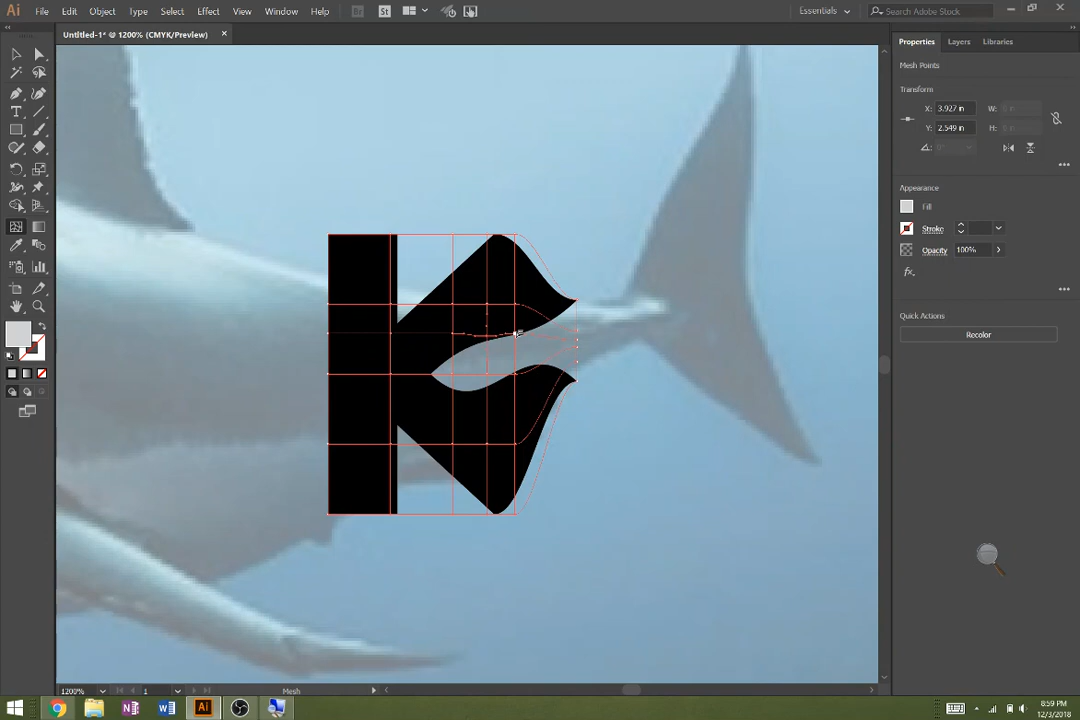 Ai File Edit Object Type Select Effect View Window Help Br St Essentials Search Adobe Stock
Untitled-1* @ 1200% (CMYK/Preview) ×
Properties Layers Libraries
Mesh Points
Transform
X: 3.927 in W:
Y: 2.549 in H:
Appearance
Fill
Stroke
Opacity 100%
fx
Quick Actions
Recolor
K
1200% 1 Mesh
8:59 PM
12/3/2018